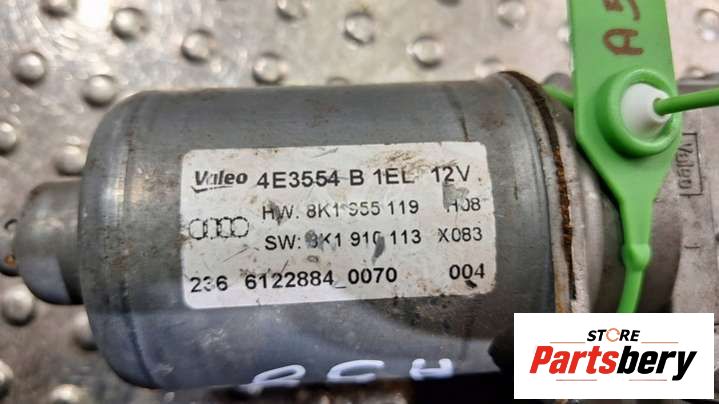 Valeo 4E3554 B 1EL 12V
HW: 8K1 955 119 H08
SW: 8K1 910 113 X083
236 6122884_0070 004
Valeo
STORE
Partsbery